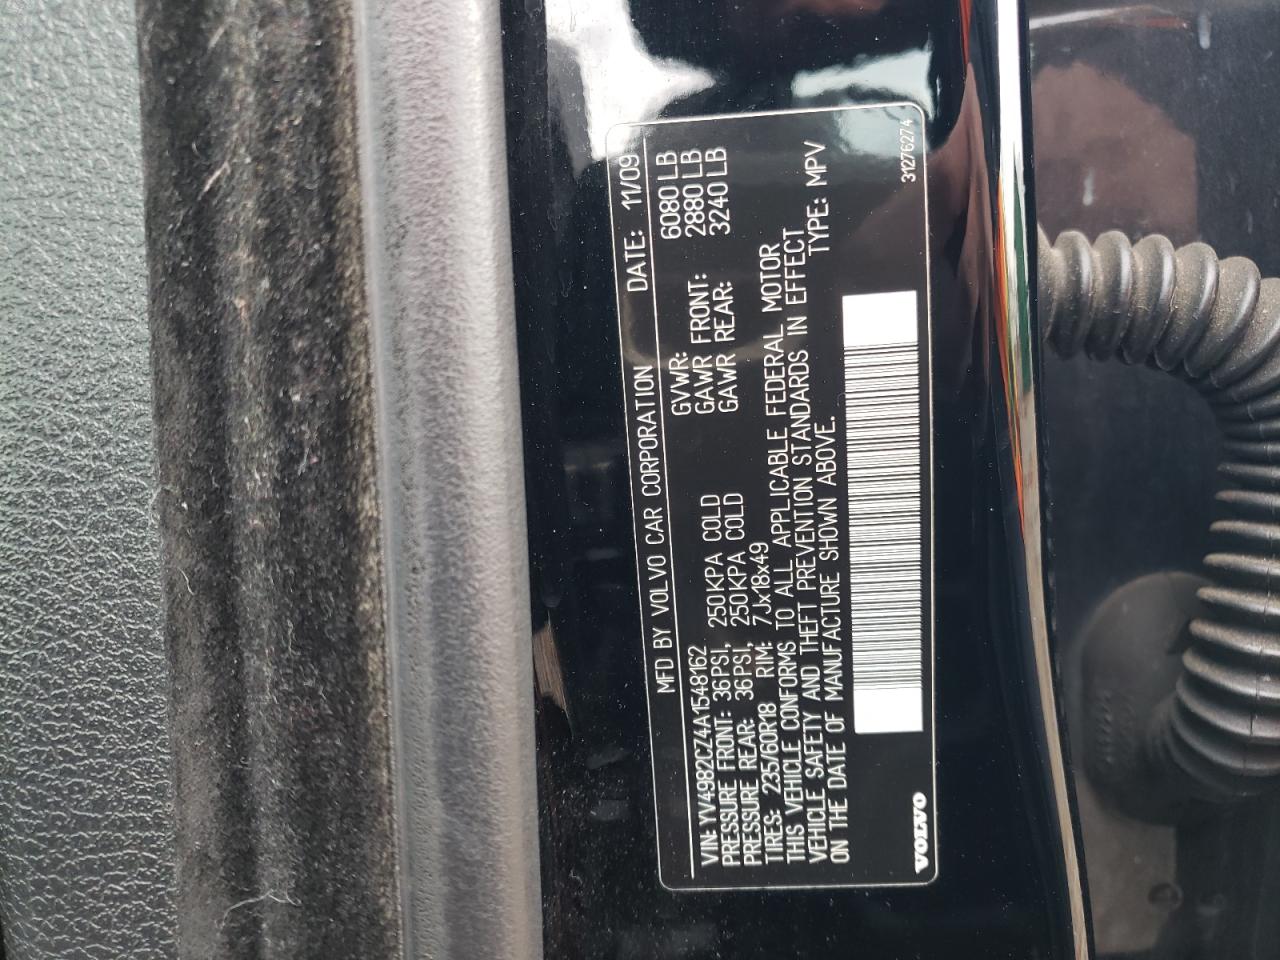 MFD BY VOLVO CAR CORPORATION DATE: 11/09
GVWR: 6080 LB
GAWR FRONT: 2880 LB
GAWR REAR: 3240 LB
VIN: YV4982CZ4A1548162
PRESSURE FRONT: 36PSI, 250KPA COLD
PRESSURE REAR: 36PSI, 250KPA COLD
TIRES: 235/60R18 RIM: 7Jx18x49
THIS VEHICLE CONFORMS TO ALL APPLICABLE FEDERAL MOTOR
VEHICLE SAFETY AND THEFT PREVENTION STANDARDS IN EFFECT
ON THE DATE OF MANUFACTURE SHOWN ABOVE. TYPE: MPV
VOLVO 31276274